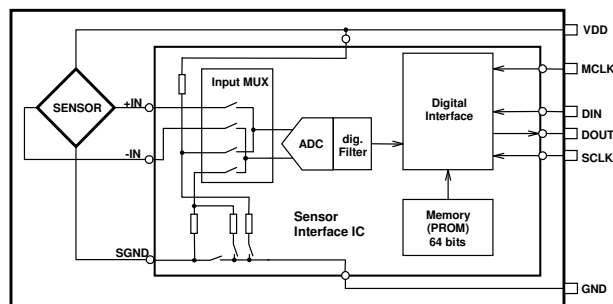 VDD
MCLK
Input MUX
SENSOR
+IN
Digital
Interface
DIN
DOUT
ADC
dig.
Filter
-IN
SCLK
Sensor
Interface IC
Memory
(PROM)
64 bits
SGND
GND